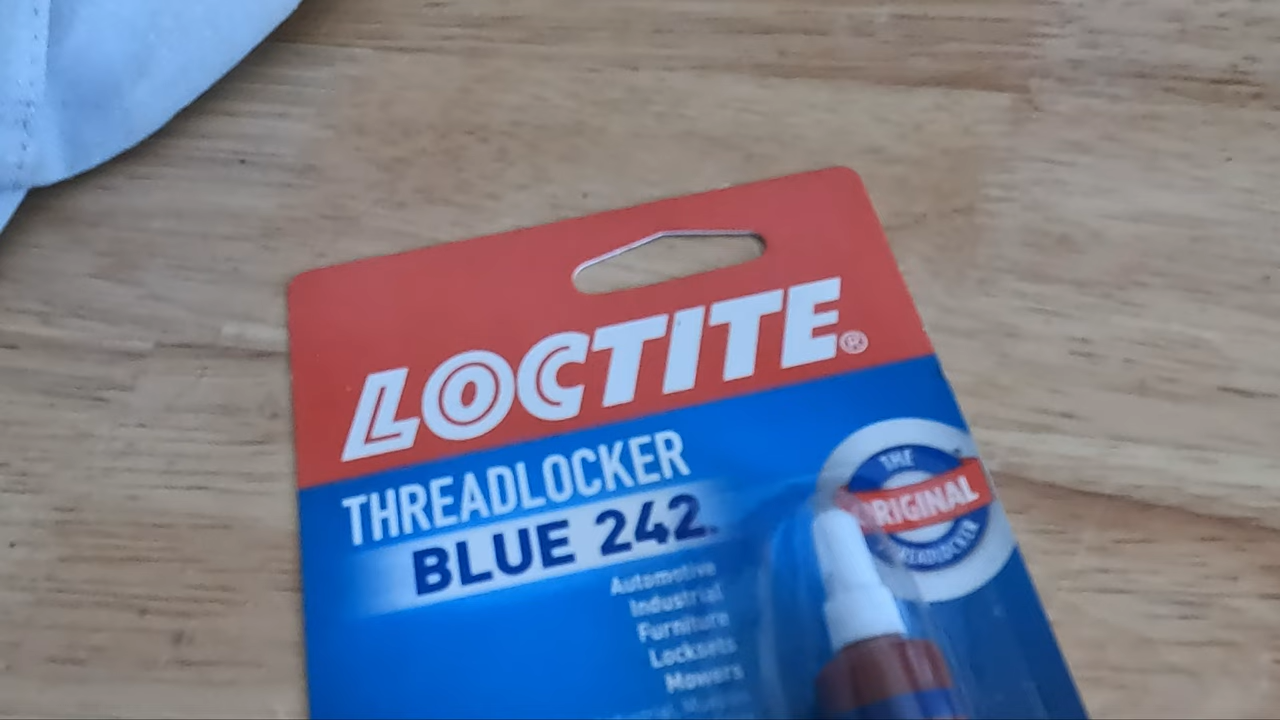 LOCTITE®
THREADLOCKER
BLUE 242
THE
ORIGINAL
THREADLOCKER
Automotive
Industrial
Furniture
Locksets
Mowers